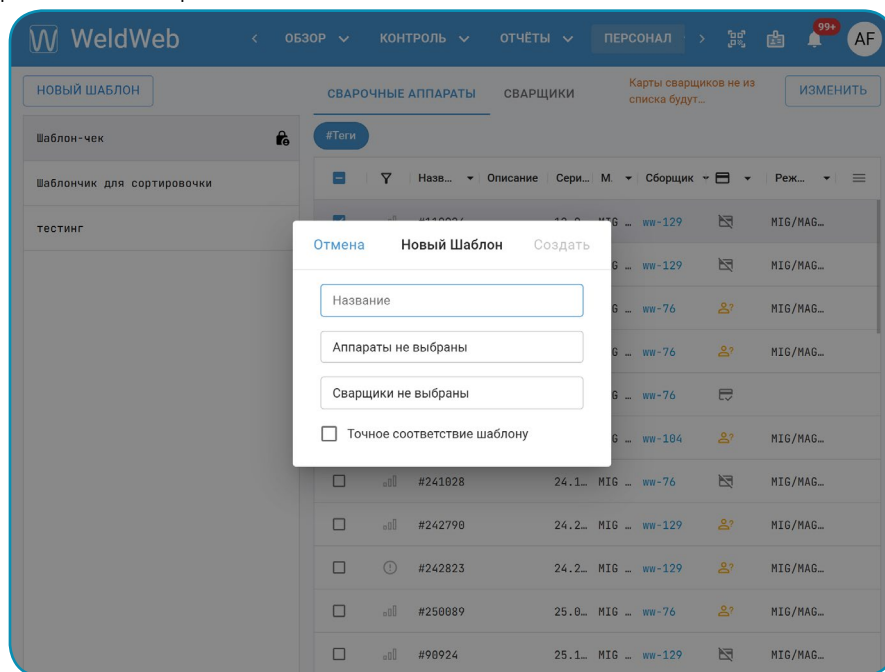 WeldWeb
ОБЗОР КОНТРОЛЬ ОТЧЁТЫ ПЕРСОНАЛ 99+ AF
НОВЫЙ ШАБЛОН
СВАРОЧНЫЕ АППАРАТЫ СВАРЩИКИ
Карты сварщиков не из
списка будут...
ИЗМЕНИТЬ
Шаблон-чек
Шаблончик для сортировочки
тестинг
#Теги
Назв... Описание Сери... М. Сборщик Реж...
MIG … ww-129 MIG/MAG…
Отмена Новый Шаблон Создать
Название
Аппараты не выбраны
Сварщики не выбраны
Точное соответствие шаблону
G … ww-129 MIG/MAG…
G … ww-76 MIG/MAG…
G … ww-76 MIG/MAG…
G … ww-76
G … ww-104 MIG/MAG…
#241028 24.1… MIG … ww-76 MIG/MAG…
#242790 24.2… MIG … ww-129 MIG/MAG…
#242823 24.2… MIG … ww-129 MIG/MAG…
#250089 25.0… MIG … ww-76 MIG/MAG…
#90924 25.1… MIG … ww-129 MIG/MAG…